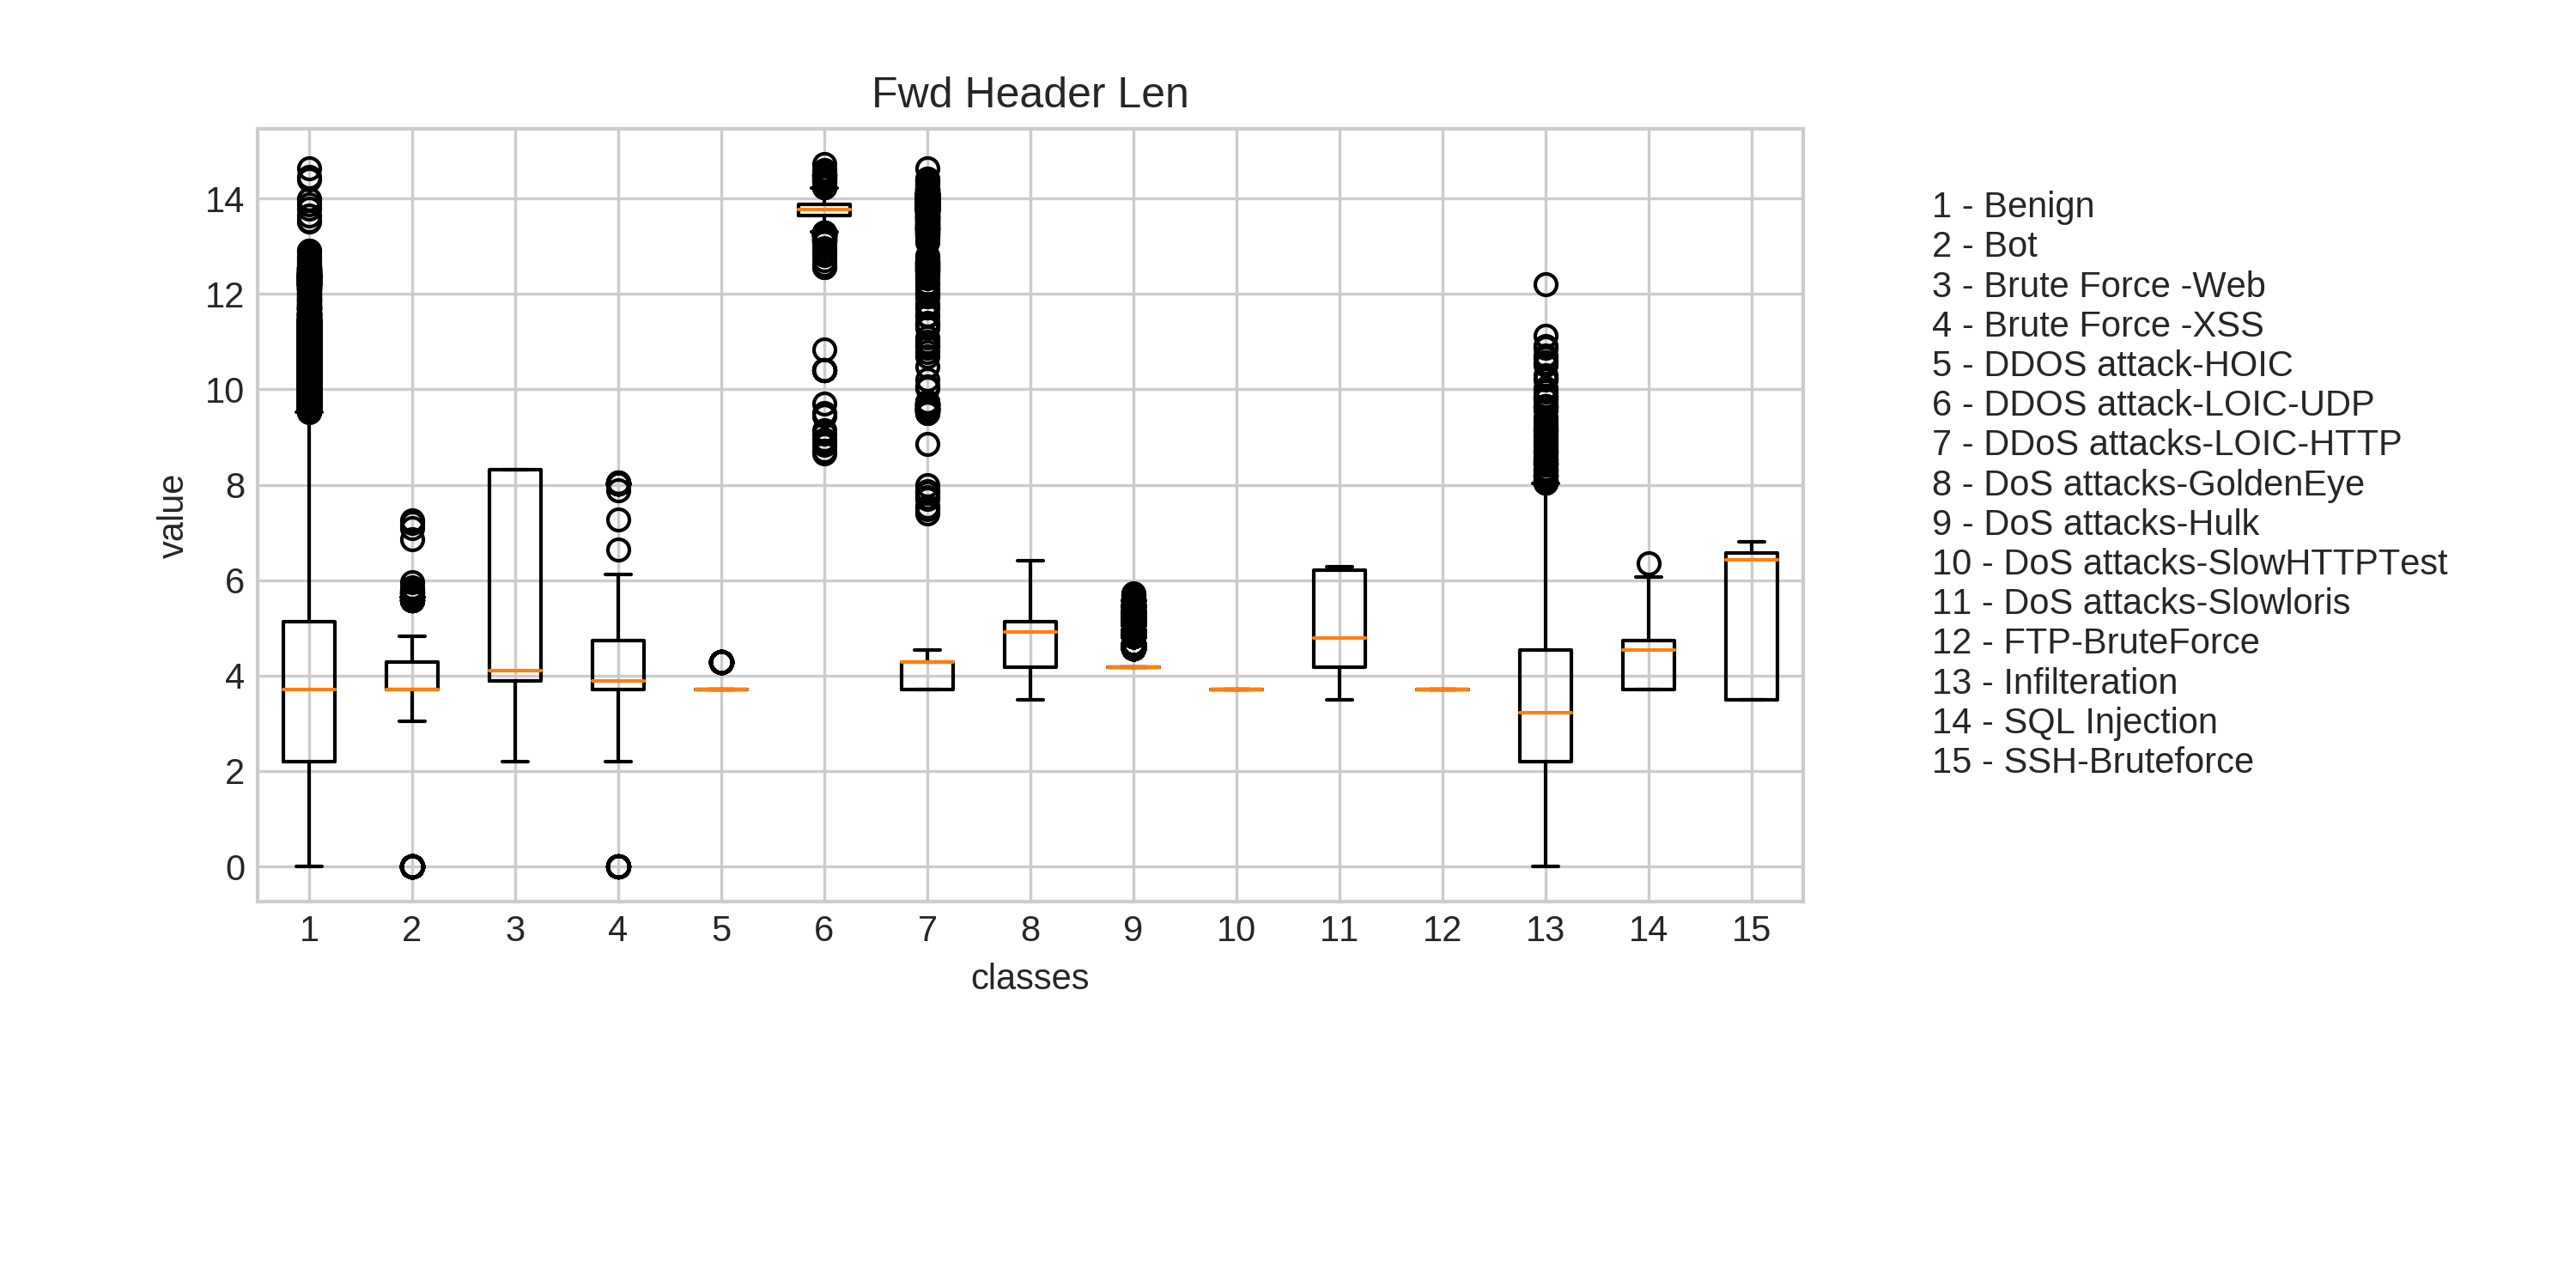 Fwd Header Len
value
14
12
10
8
6
4
2
0
1 2 3 4 5 6 7 8 9 10 11 12 13 14 15
classes
1 - Benign
2 - Bot
3 - Brute Force -Web
4 - Brute Force -XSS
5 - DDOS attack-HOIC
6 - DDOS attack-LOIC-UDP
7 - DDoS attacks-LOIC-HTTP
8 - DoS attacks-GoldenEye
9 - DoS attacks-Hulk
10 - DoS attacks-SlowHTTPTest
11 - DoS attacks-Slowloris
12 - FTP-BruteForce
13 - Infilteration
14 - SQL Injection
15 - SSH-Bruteforce